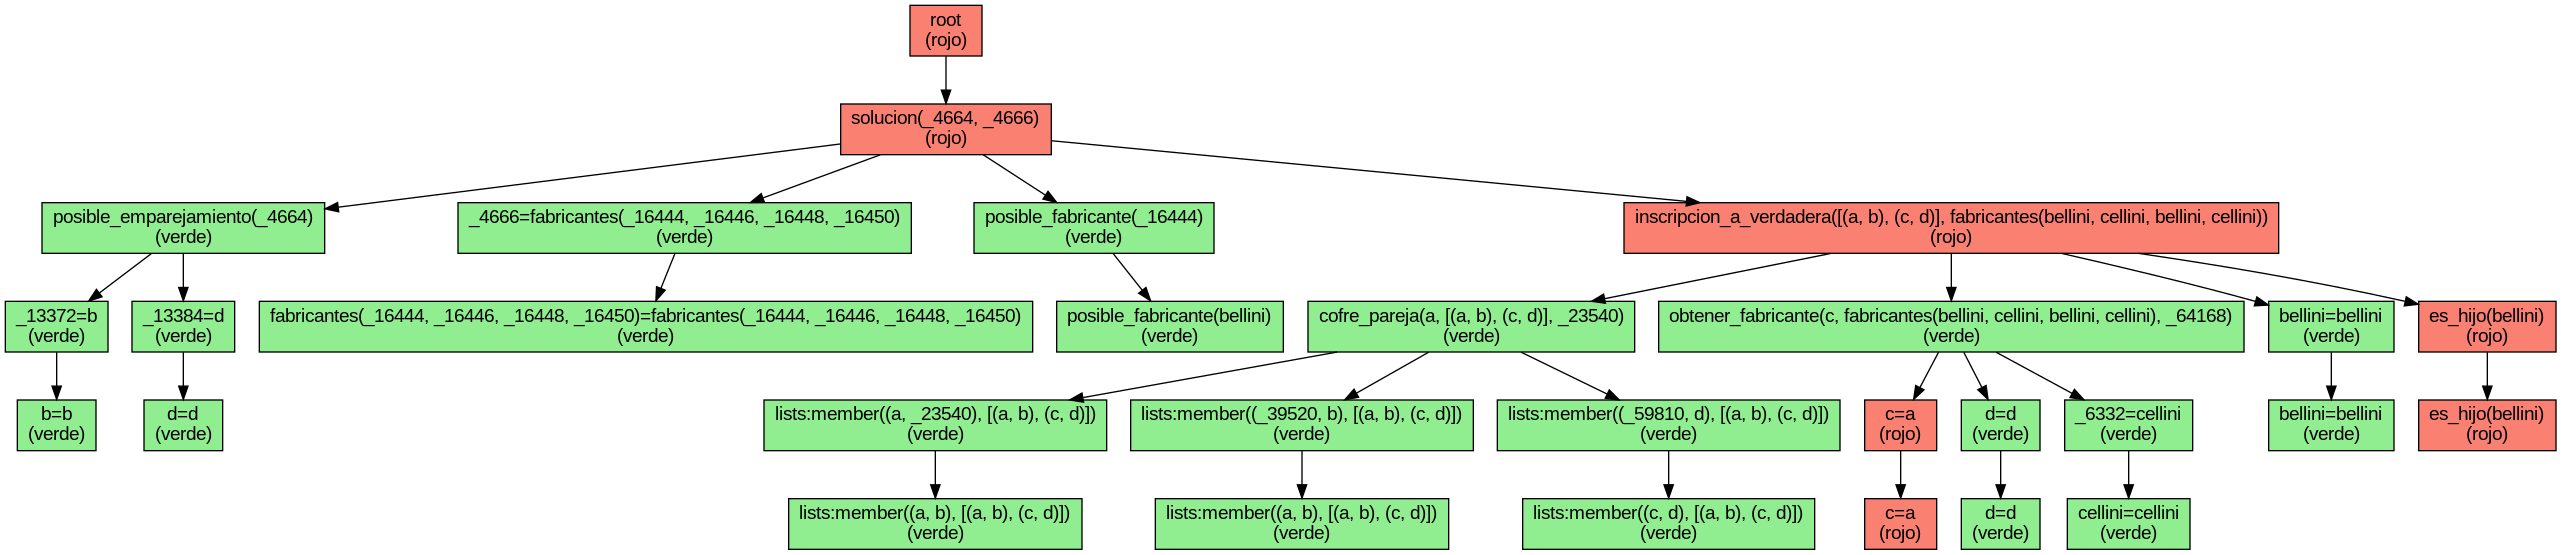 root
(rojo)
solucion(_4664, _4666)
(rojo)
posible_emparejamiento(_4664)
(verde)
_4666=fabricantes(_16444, _16446, _16448, _16450)
(verde)
posible_fabricante(_16444)
(verde)
inscripcion_a_verdadera([(a, b), (c, d)], fabricantes(bellini, cellini, bellini, cellini))
(rojo)
_13372=b
(verde)
_13384=d
(verde)
fabricantes(_16444, _16446, _16448, _16450)=fabricantes(_16444, _16446, _16448, _16450)
(verde)
posible_fabricante(bellini)
(verde)
cofre_pareja(a, [(a, b), (c, d)], _23540)
(verde)
obtener_fabricante(c, fabricantes(bellini, cellini, bellini, cellini), _64168)
(verde)
bellini=bellini
(verde)
es_hijo(bellini)
(rojo)
b=b
(verde)
d=d
(verde)
lists:member((a, _23540), [(a, b), (c, d)])
(verde)
lists:member((_39520, b), [(a, b), (c, d)])
(verde)
lists:member((_59810, d), [(a, b), (c, d)])
(verde)
c=a
(rojo)
d=d
(verde)
_6332=cellini
(verde)
bellini=bellini
(verde)
es_hijo(bellini)
(rojo)
lists:member((a, b), [(a, b), (c, d)])
(verde)
lists:member((a, b), [(a, b), (c, d)])
(verde)
lists:member((c, d), [(a, b), (c, d)])
(verde)
c=a
(rojo)
d=d
(verde)
cellini=cellini
(verde)